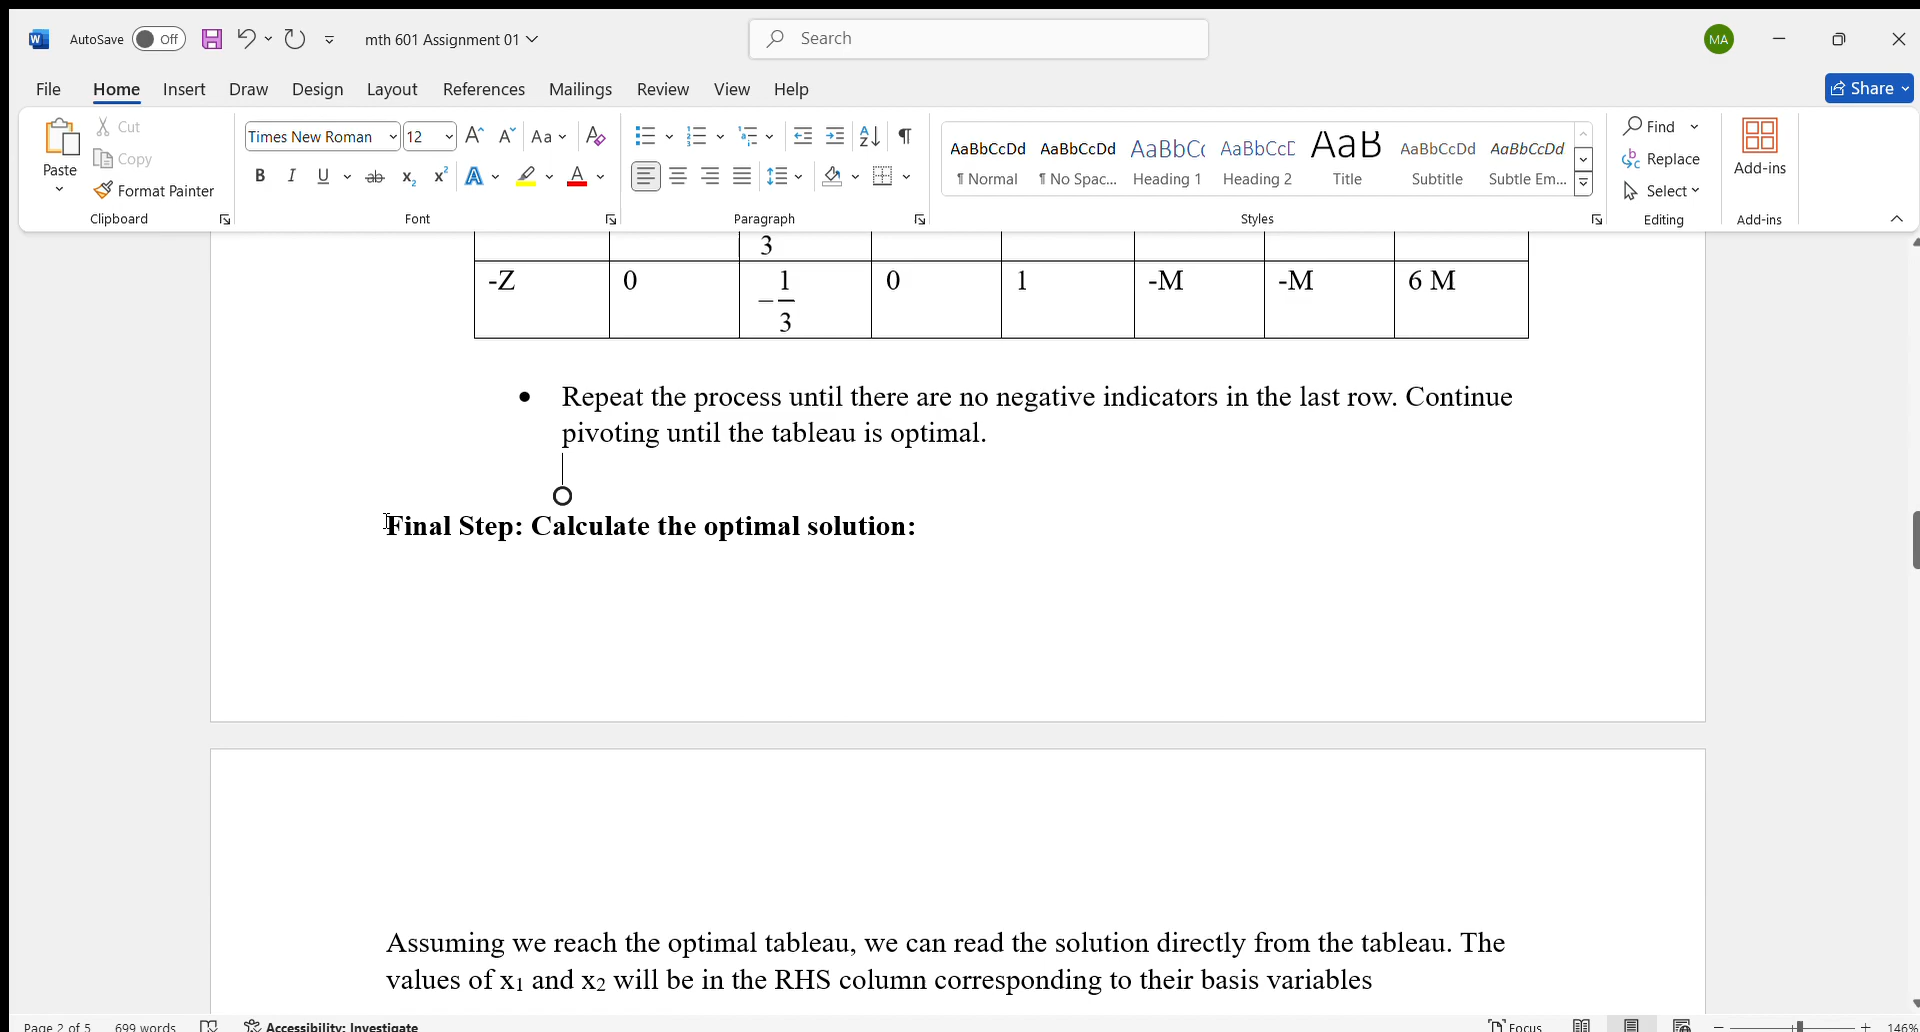 AutoSave Off mth 601 Assignment 01 Search MA
File Home Insert Draw Design Layout References Mailings Review View Help Share
Paste Cut Copy Format Painter
Clipboard
Times New Roman 12 Aa
B I U ab x₂ x² A A
Font
Paragraph
AaBbCcDd AaBbCcDd AaBbCc AaBbCcD AaB AaBbCcDd AaBbCcDd
¶ Normal ¶ No Spac... Heading 1 Heading 2 Title Subtitle Subtle Em...
Styles
Find
Replace
Select
Editing
Add-ins
Add-ins
3
-Z 0 −1/3 0 1 -M -M 6 M
• Repeat the process until there are no negative indicators in the last row. Continue
pivoting until the tableau is optimal.
Final Step: Calculate the optimal solution:
Assuming we reach the optimal tableau, we can read the solution directly from the tableau. The
values of x₁ and x₂ will be in the RHS column corresponding to their basis variables
Page 2 of 5 699 words Accessibility: Investigate Focus 146%